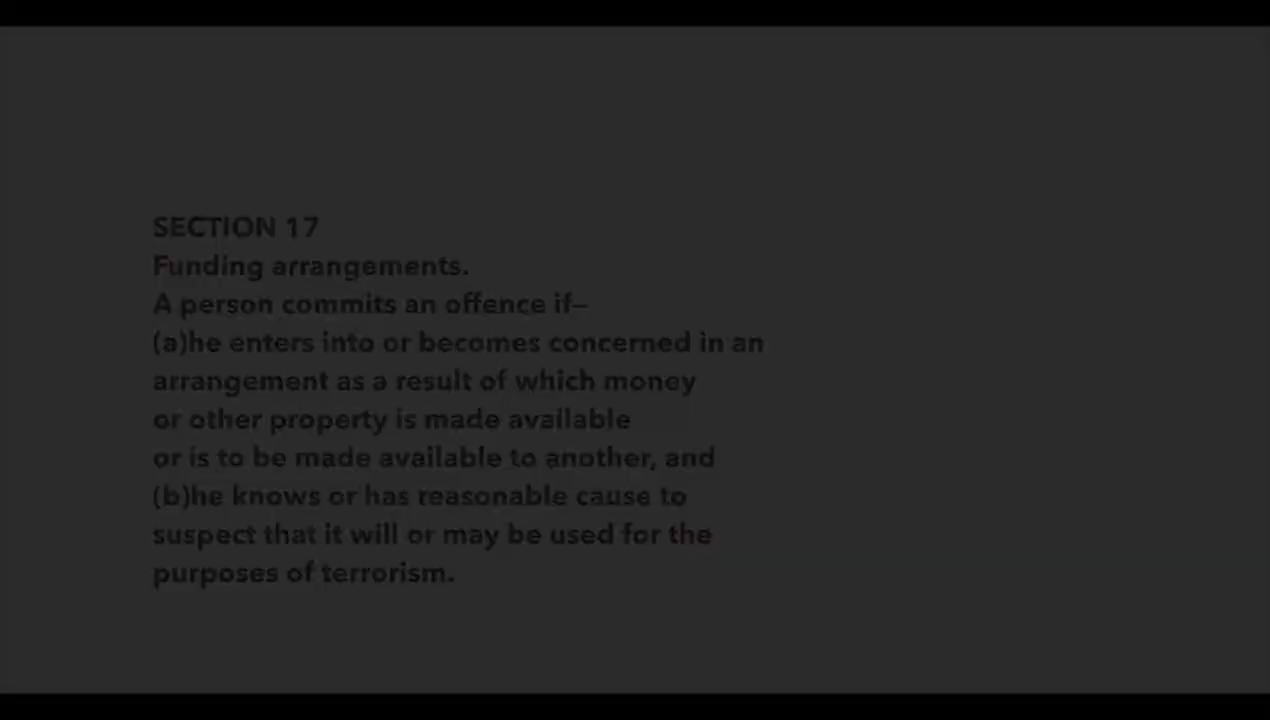 SECTION 17
Funding arrangements.
A person commits an offence if–
(a)he enters into or becomes concerned in an
arrangement as a result of which money
or other property is made available
or is to be made available to another, and
(b)he knows or has reasonable cause to
suspect that it will or may be used for the
purposes of terrorism.